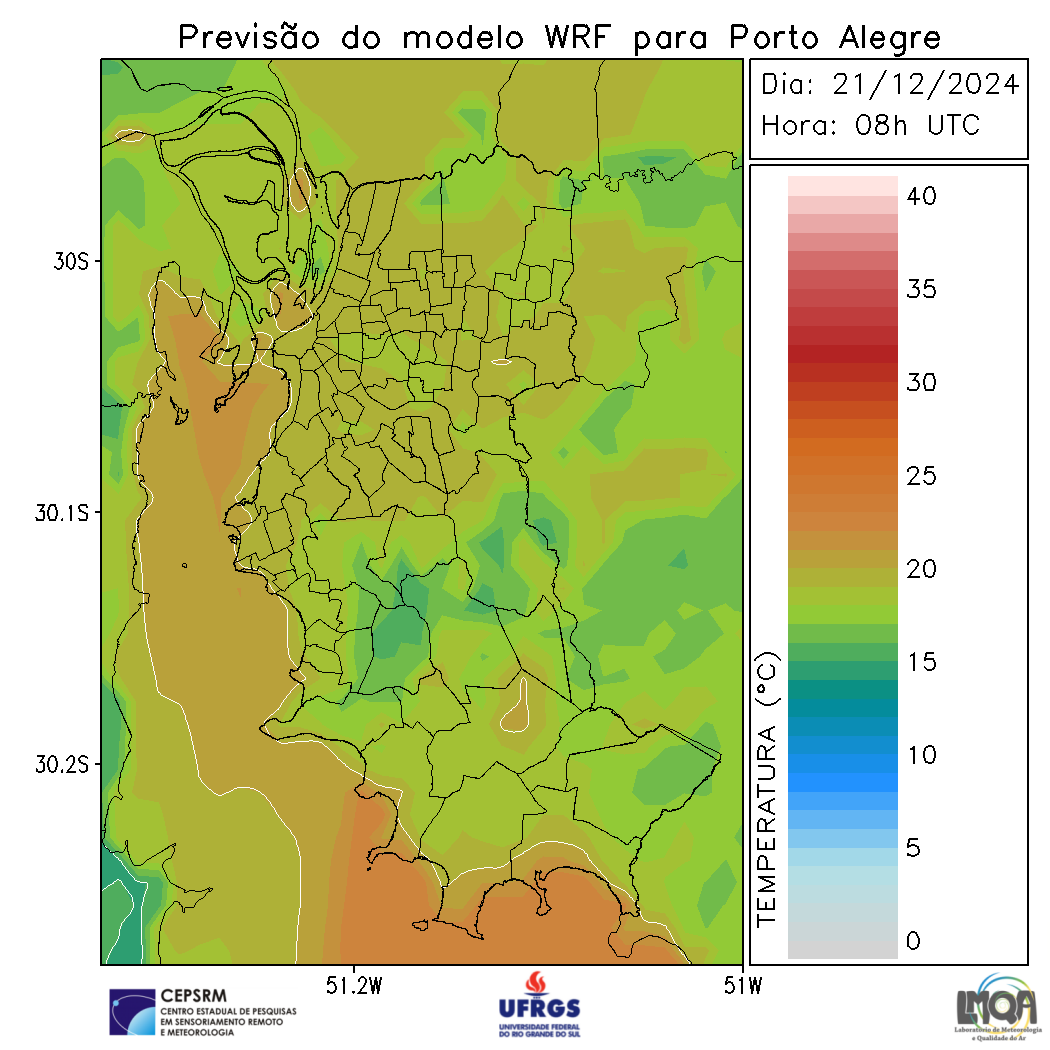 Previsão do modelo WRF para Porto Alegre
Dia: 21/12/2024
Hora: 08h UTC
30S
30.1S
30.2S
51.2W
51W
TEMPERATURA (°C)
40
35
30
25
20
15
10
5
0
CEPSRM
CENTRO ESTADUAL DE PESQUISAS
EM SENSORIAMENTO REMOTO
E METEOROLOGIA
UFRGS
UNIVERSIDADE FEDERAL
DO RIO GRANDE DO SUL
LMQA
Laboratório de Meteorologia
e Qualidade do Ar